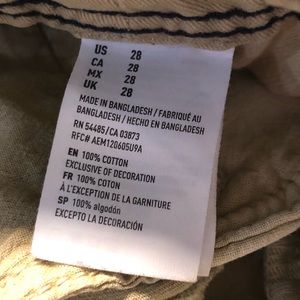 US 28
CA 28
MX 28
UK 28
MADE IN BANGLADESH / FABRIQUÉ AU
BANGLADESH / HECHO EN BANGLADESH
RN 54485/CA 03873
RFC# AEM120605U9A
EN 100% COTTON
EXCLUSIVE OF DECORATION
FR 100% COTON
À L'EXCEPTION DE LA GARNITURE
SP 100% algodón
EXCEPTO LA DECORACIÓN